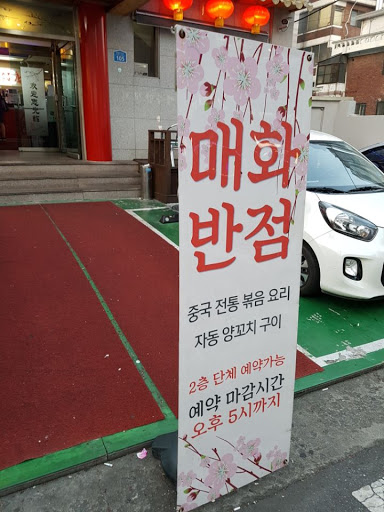 매화
반점
중국 전통 볶음 요리
자동 양꼬치 구이
2층 단체 예약가능
예약 마감시간
오후 5시까지